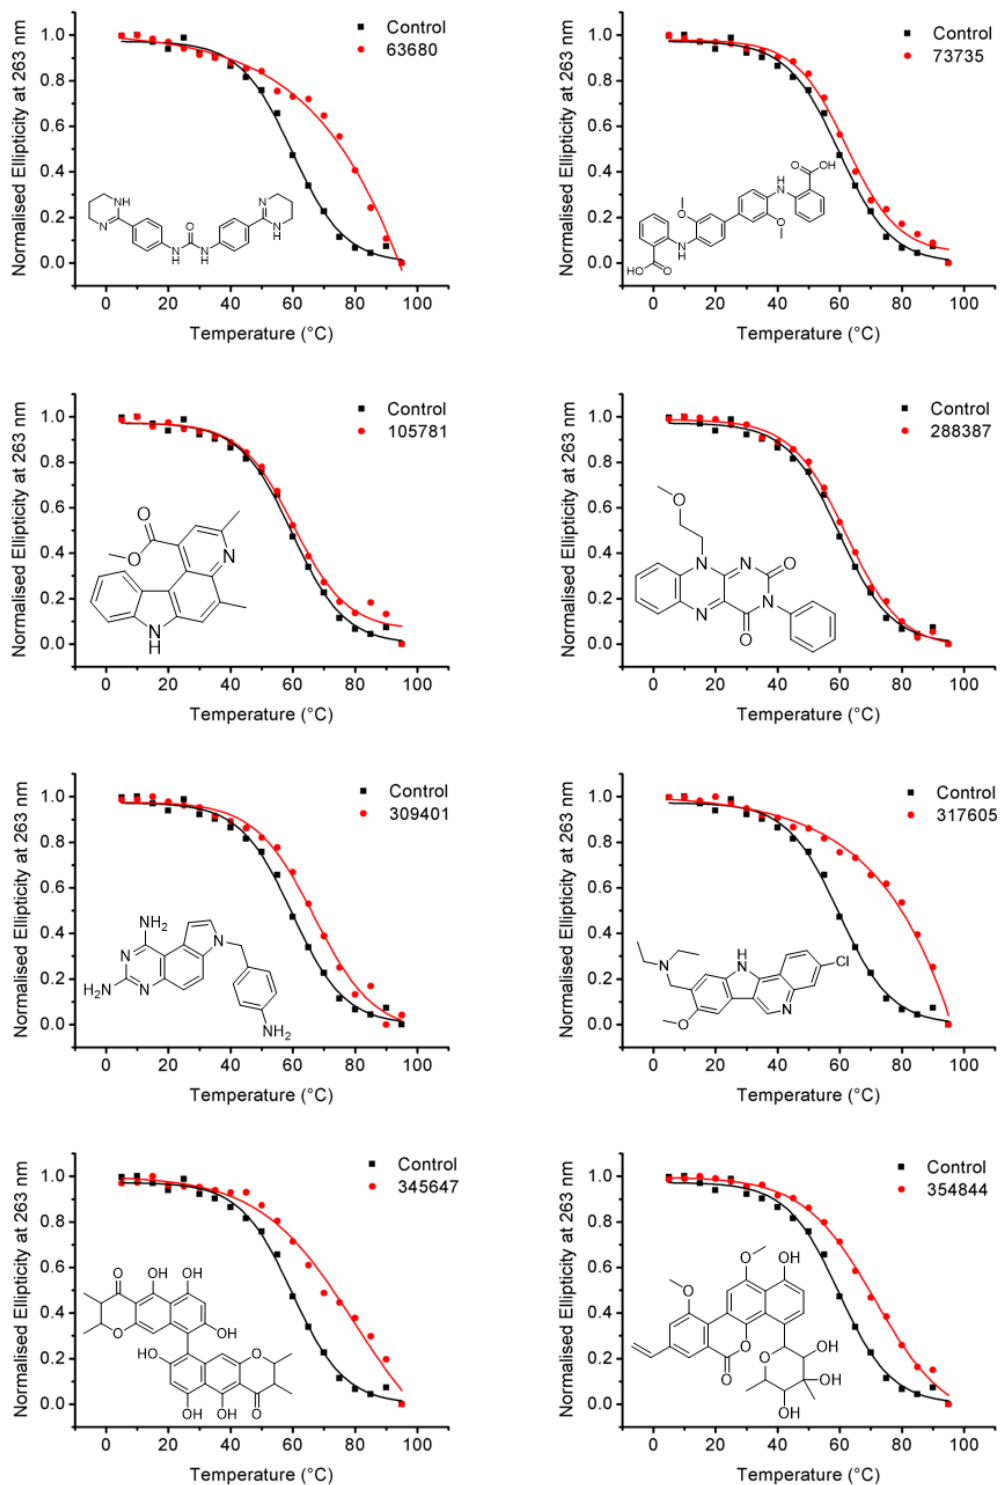 Normalised Ellipticity at 263 nm
1.0
0.8
0.6
0.4
0.2
0.0
Control
63680
NH
N
N
H
O
N
H
N
N
NH
0 20 40 60 80 100
Temperature (°C)
Normalised Ellipticity at 263 nm
1.0
0.8
0.6
0.4
0.2
0.0
Control
73735
O OH
H
N
O
O
N
H
HO O
0 20 40 60 80 100
Temperature (°C)
Normalised Ellipticity at 263 nm
1.0
0.8
0.6
0.4
0.2
0.0
Control
105781
O
O
N
N
H
0 20 40 60 80 100
Temperature (°C)
Normalised Ellipticity at 263 nm
1.0
0.8
0.6
0.4
0.2
0.0
Control
288387
O
N N O
N
N
O
0 20 40 60 80 100
Temperature (°C)
Normalised Ellipticity at 263 nm
1.0
0.8
0.6
0.4
0.2
0.0
Control
309401
NH2
N
N
H2N N
NH2
0 20 40 60 80 100
Temperature (°C)
Normalised Ellipticity at 263 nm
1.0
0.8
0.6
0.4
0.2
0.0
Control
317605
N
H
N
Cl
O
N
0 20 40 60 80 100
Temperature (°C)
Normalised Ellipticity at 263 nm
1.0
0.8
0.6
0.4
0.2
0.0
Control
345647
O OH HO
O
OH
HO
O
OH OH O
0 20 40 60 80 100
Temperature (°C)
Normalised Ellipticity at 263 nm
1.0
0.8
0.6
0.4
0.2
0.0
Control
354844
O OH
O
O
O
O OH
OH
OH
0 20 40 60 80 100
Temperature (°C)